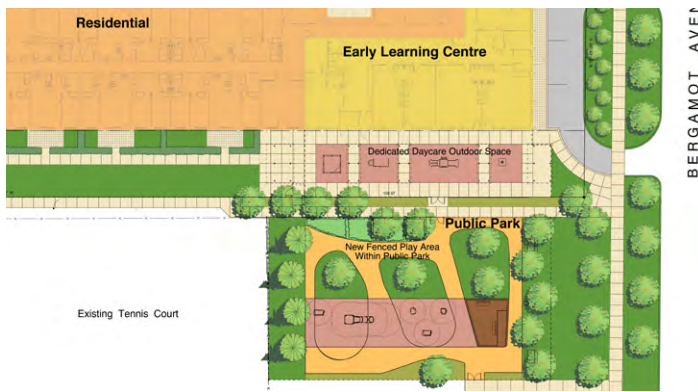 Residential
Early Learning Centre
Dedicated Daycare Outdoor Space
Public Park
New Fenced Play Area
Within Public Park
Existing Tennis Court
BERGAMOT AVEN